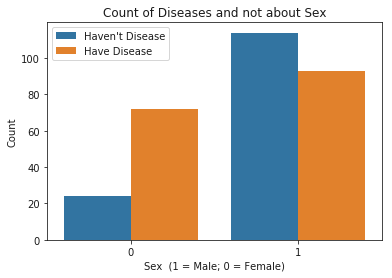 Count of Diseases and not about Sex
Haven't Disease
Have Disease
100
80
60
40
20
0
Count
0 1
Sex (1 = Male; 0 = Female)